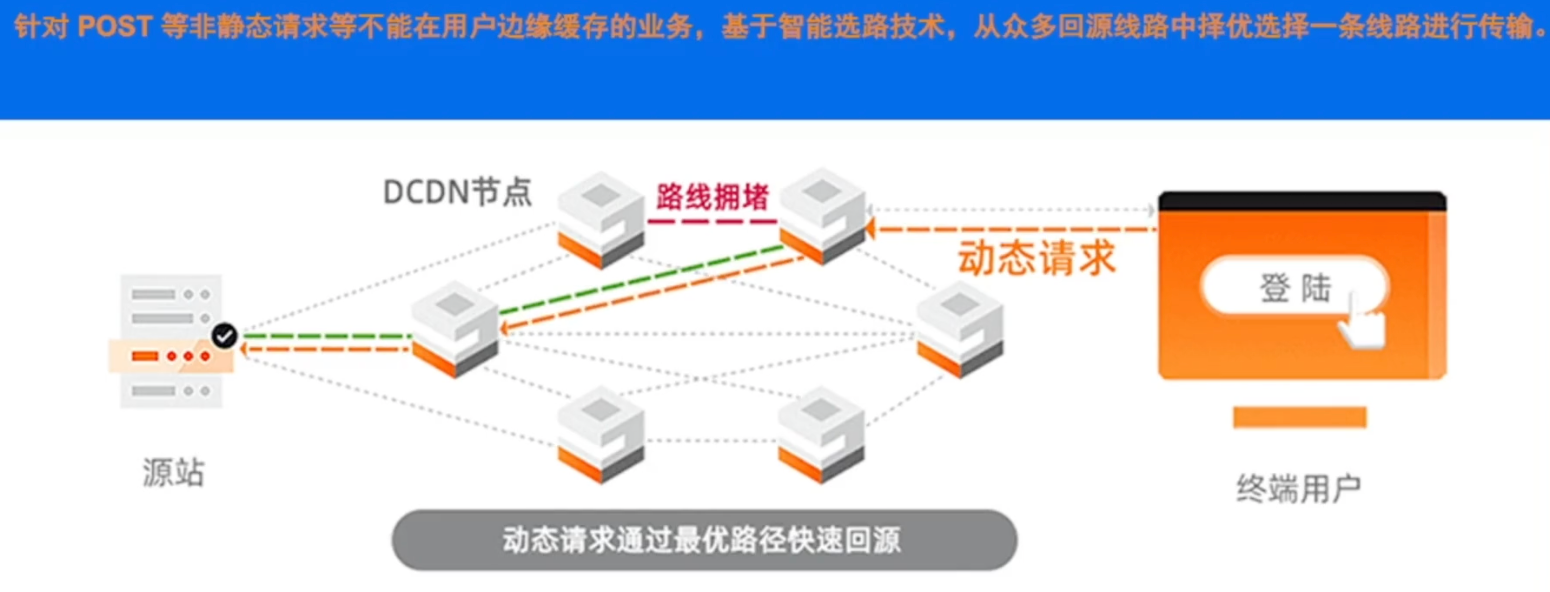 针对 POST 等非静态请求等不能在用户边缘缓存的业务，基于智能选路技术，从众多回源线路中择优选择一条线路进行传输。
DCDN节点
路线拥堵
动态请求
登 陆
源站
终端用户
动态请求通过最优路径快速回源